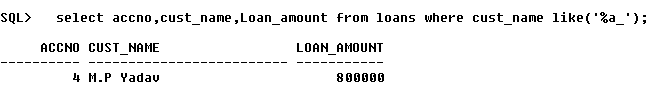 SQL>   select accno,cust_name,Loan_amount from loans where cust_name like('%a_');
     ACCNO CUST_NAME                 LOAN_AMOUNT
---------- ------------------------- -----------
         4 M.P Yadav                      800000